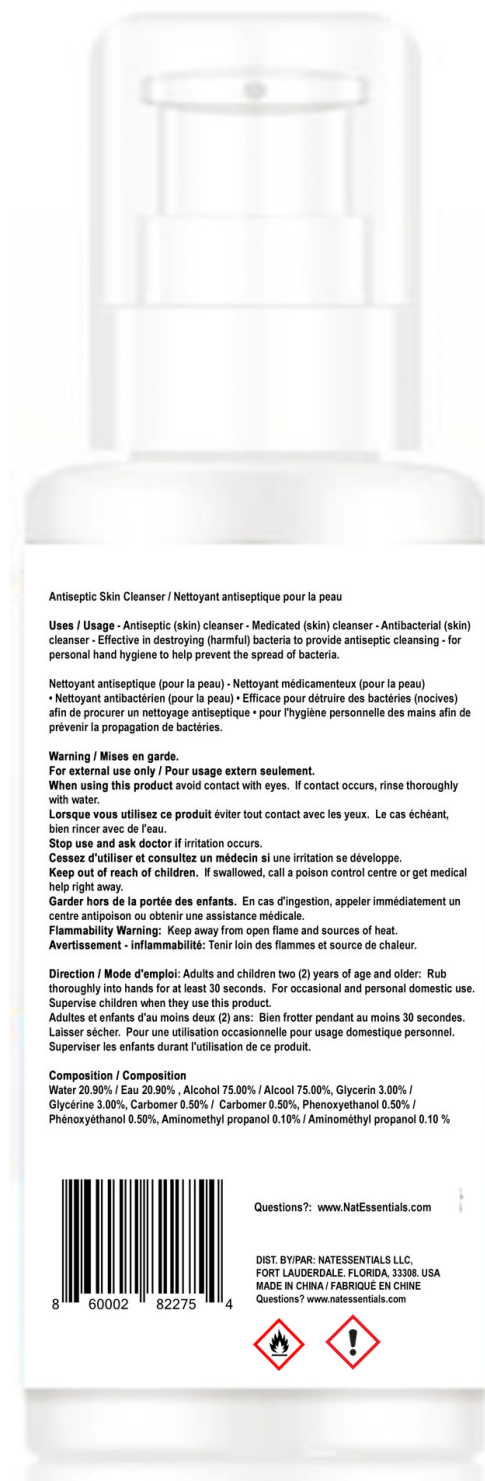 Antiseptic Skin Cleanser / Nettoyant antiseptique pour la peau
Uses / Usage - Antiseptic (skin) cleanser - Medicated (skin) cleanser - Antibacterial (skin)
cleanser - Effective in destroying (harmful) bacteria to provide antiseptic cleansing - for
personal hand hygiene to help prevent the spread of bacteria.
Nettoyant antiseptique (pour la peau) - Nettoyant médicamenteux (pour la peau)
• Nettoyant antibactérien (pour la peau) • Efficace pour détruire des bactéries (nocives)
afin de procurer un nettoyage antiseptique • pour l'hygiène personnelle des mains afin de
prévenir la propagation de bactéries.
Warning / Mises en garde.
For external use only / Pour usage extern seulement.
When using this product avoid contact with eyes. If contact occurs, rinse thoroughly
with water.
Lorsque vous utilisez ce produit éviter tout contact avec les yeux. Le cas échéant,
bien rincer avec de l'eau.
Stop use and ask doctor if irritation occurs.
Cessez d'utiliser et consultez un médecin si une irritation se développe.
Keep out of reach of children. If swallowed, call a poison control centre or get medical
help right away.
Garder hors de la portée des enfants. En cas d'ingestion, appeler immédiatement un
centre antipoison ou obtenir une assistance médicale.
Flammability Warning: Keep away from open flame and sources of heat.
Avertissement - inflammabilité: Tenir loin des flammes et source de chaleur.
Direction / Mode d'emploi: Adults and children two (2) years of age and older: Rub
thoroughly into hands for at least 30 seconds. For occasional and personal domestic use.
Supervise children when they use this product.
Adultes et enfants d'au moins deux (2) ans: Bien frotter pendant au moins 30 secondes.
Laisser sécher. Pour une utilisation occasionnelle pour usage domestique personnel.
Superviser les enfants durant l'utilisation de ce produit.
Composition / Composition
Water 20.90% / Eau 20.90% , Alcohol 75.00% / Alcool 75.00%, Glycerin 3.00% /
Glycérine 3.00%, Carbomer 0.50% / Carbomer 0.50%, Phenoxyethanol 0.50% /
Phénoxyéthanol 0.50%, Aminomethyl propanol 0.10% / Aminométhyl propanol 0.10 %
Questions?: www.NatEssentials.com
DIST. BY/PAR: NATESSENTIALS LLC,
FORT LAUDERDALE. FLORIDA, 33308. USA
MADE IN CHINA / FABRIQUÉ EN CHINE
Questions? www.natessentials.com
8 60002 82275 4